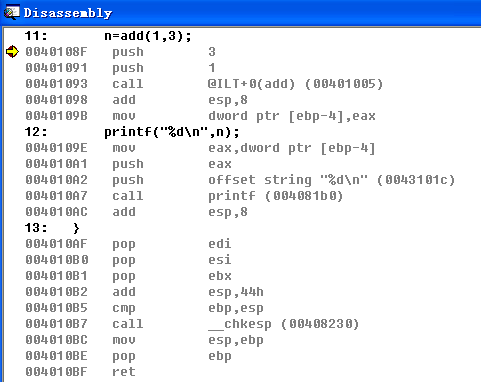 Disassembly
11:       n=add(1,3);
0040108F   push        3
00401091   push        1
00401093   call        @ILT+0(add) (00401005)
00401098   add         esp,8
0040109B   mov         dword ptr [ebp-4],eax
12:       printf("%d\n",n);
0040109E   mov         eax,dword ptr [ebp-4]
004010A1   push        eax
004010A2   push        offset string "%d\n" (0043101c)
004010A7   call        printf (004081b0)
004010AC   add         esp,8
13:   }
004010AF   pop         edi
004010B0   pop         esi
004010B1   pop         ebx
004010B2   add         esp,44h
004010B5   cmp         ebp,esp
004010B7   call        __chkesp (00408230)
004010BC   mov         esp,ebp
004010BE   pop         ebp
004010BF   ret